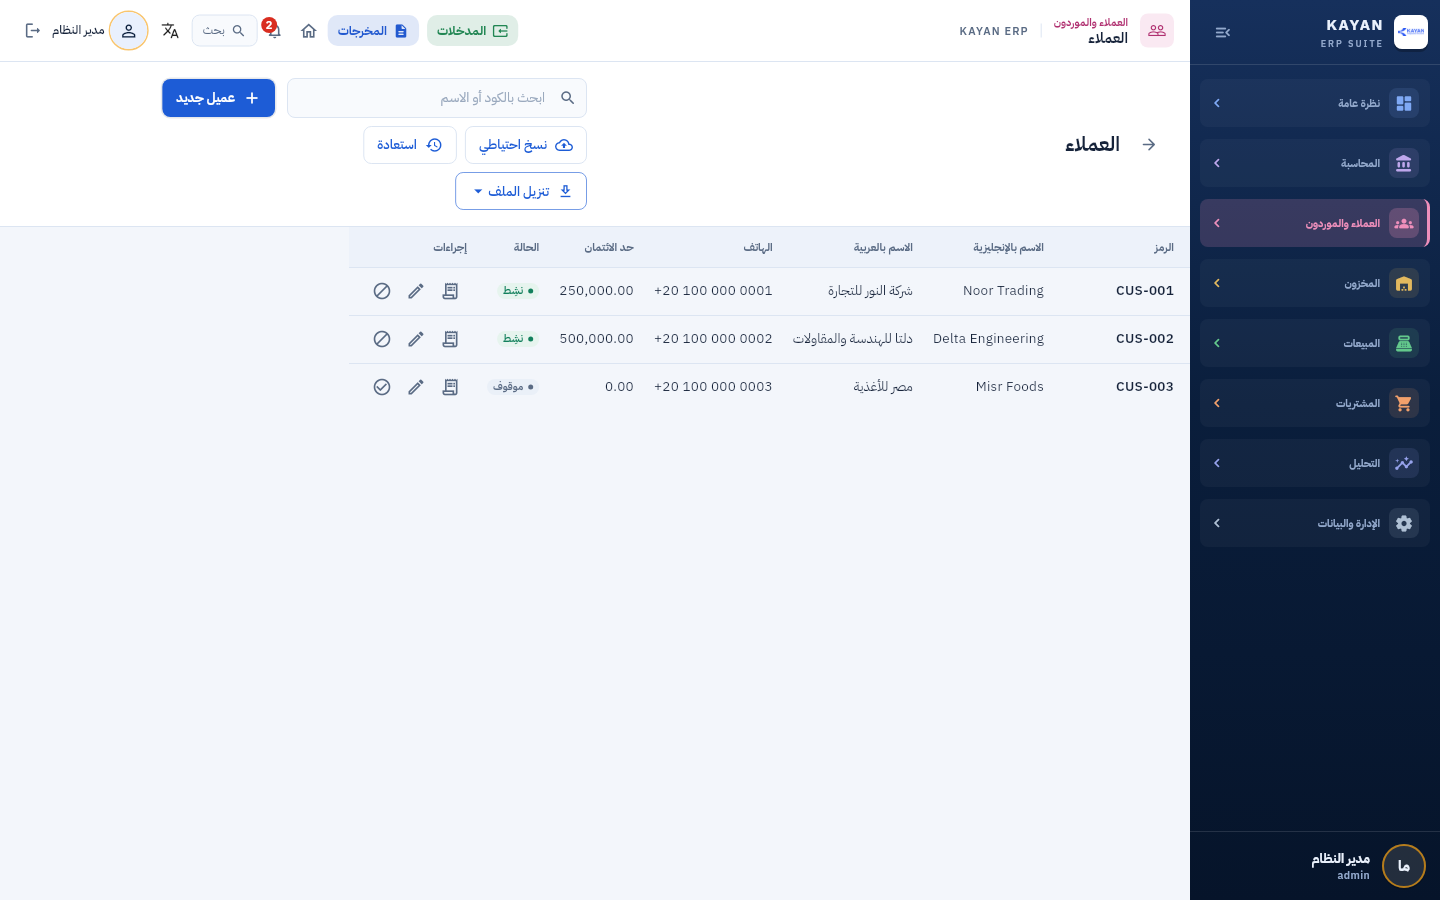 KAYAN
ERP SUITE
نظرة عامة
المحاسبة
العملاء والموردون
المخزون
المبيعات
المشتريات
التحليل
الإدارة والبيانات
مدير النظام
admin
ما
العملاء والموردون
العملاء
KAYAN ERP
المدخلات
المخرجات
2
بحث
مدير النظام
العملاء
ابحث بالكود أو الاسم
عميل جديد
نسخ احتياطي
استعادة
تنزيل الملف
الرمز الاسم بالإنجليزية الاسم بالعربية الهاتف حد الائتمان الحالة إجراءات
CUS-001 Noor Trading شركة النور للتجارة +20 100 000 0001 250,000.00 نشِط
CUS-002 Delta Engineering دلتا للهندسة والمقاولات +20 100 000 0002 500,000.00 نشِط
CUS-003 Misr Foods مصر للأغذية +20 100 000 0003 0.00 موقوف